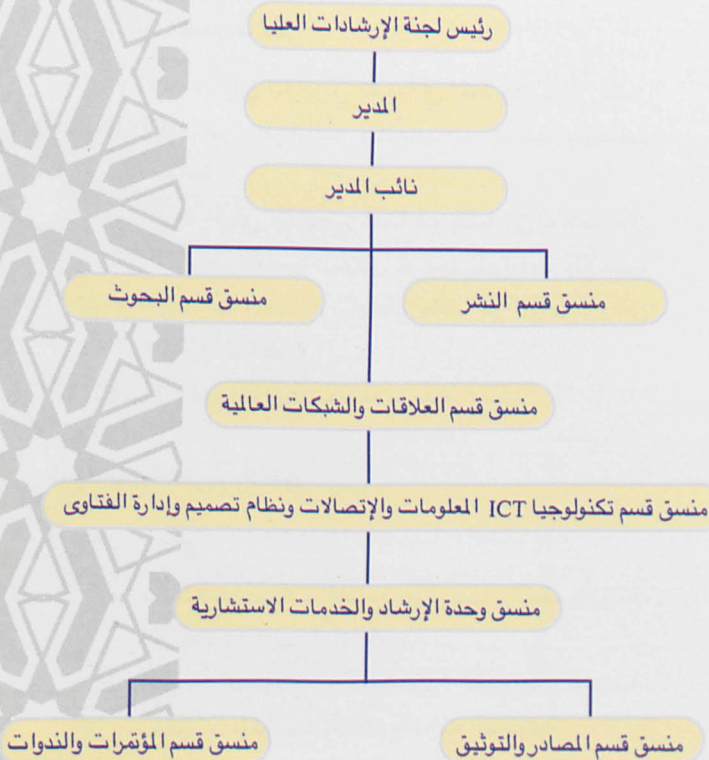 رئيس لجنة الإرشادات العليا
المدير
نائب المدير
منسق قسم النشر
منسق قسم البحوث
منسق قسم العلاقات والشبكات العالمية
منسق قسم تكنولوجيا ICT المعلومات والإتصالات ونظام تصميم وإدارة الفتاوى
منسق وحدة الإرشاد والخدمات الاستشارية
منسق قسم المصادر والتوثيق
منسق قسم المؤتمرات والندوات